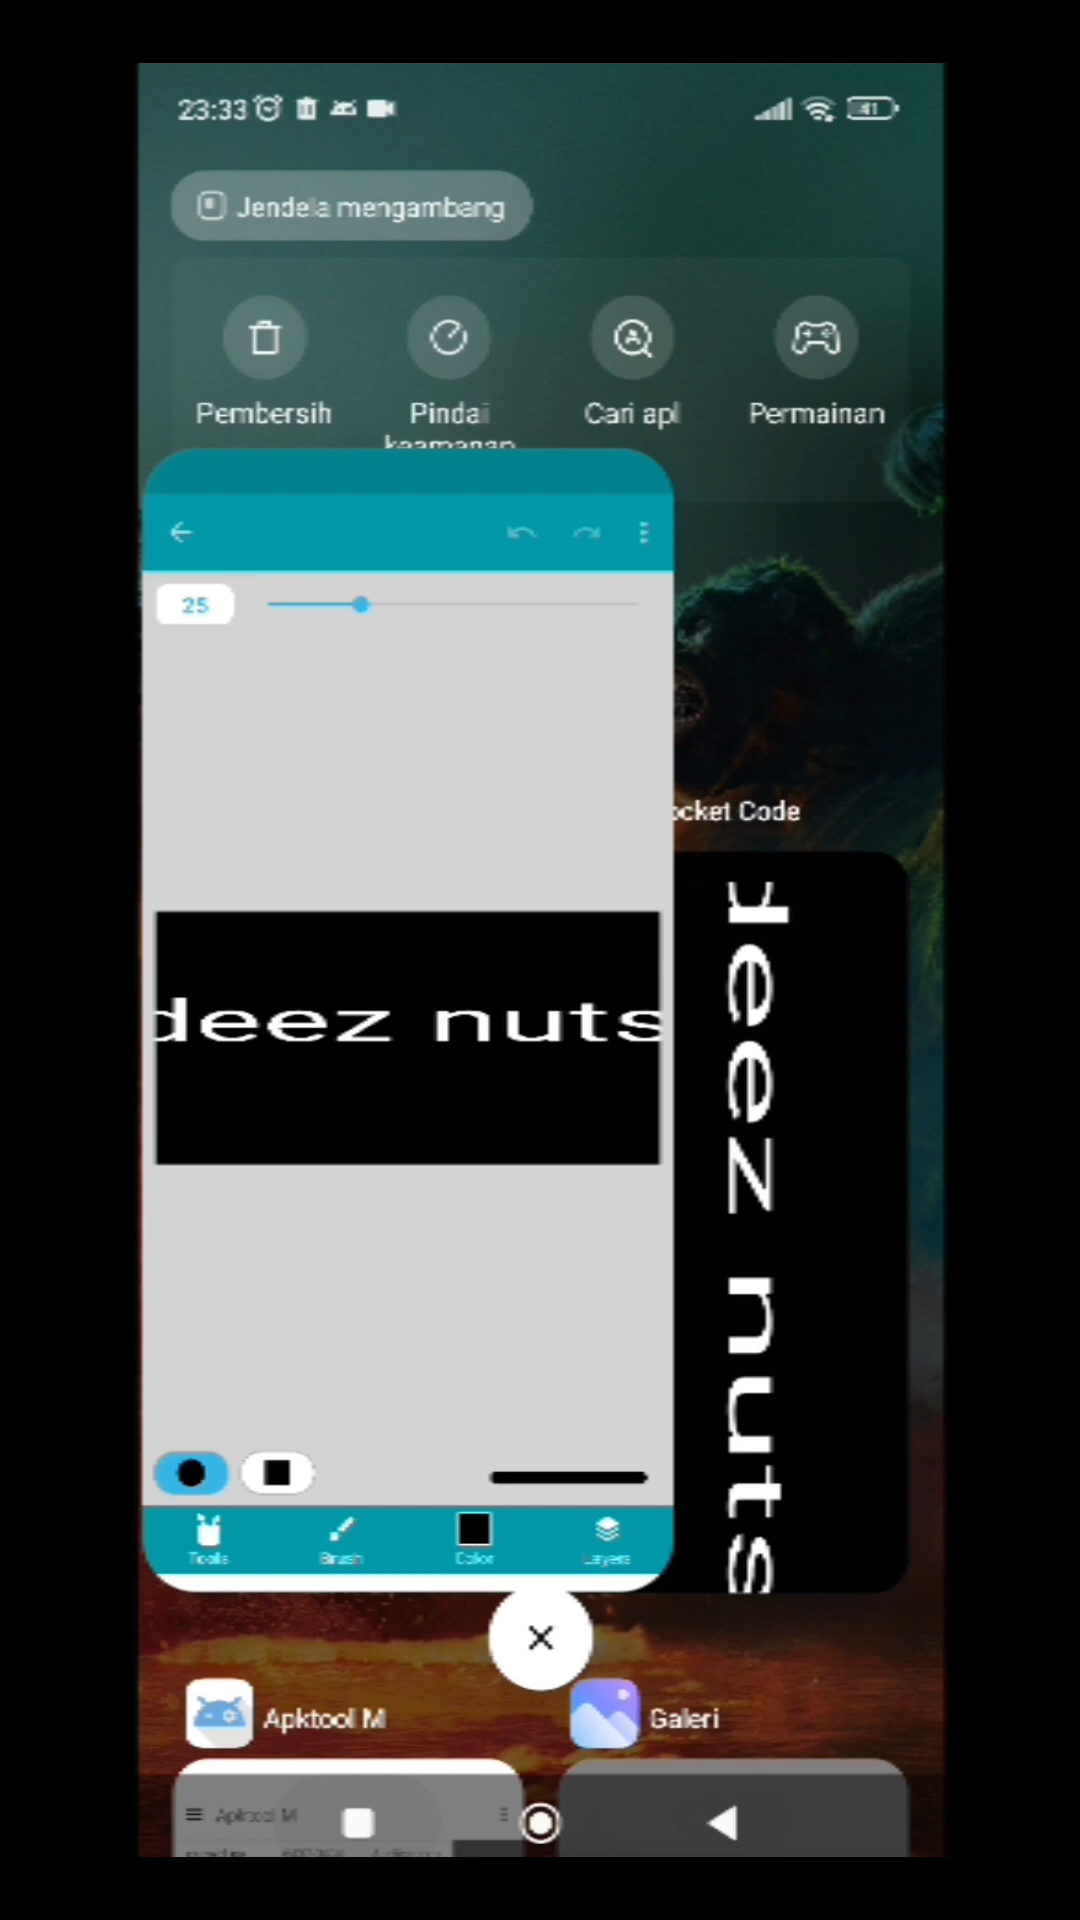 23:33
41
Jendela mengambang
Pembersih
Pindai keamanan
Cari apl
Permainan
25
ocket Code
deez nuts
deez nuts
Tools
Brush
Color
Layers
Apktool M
Galeri
Apktool M